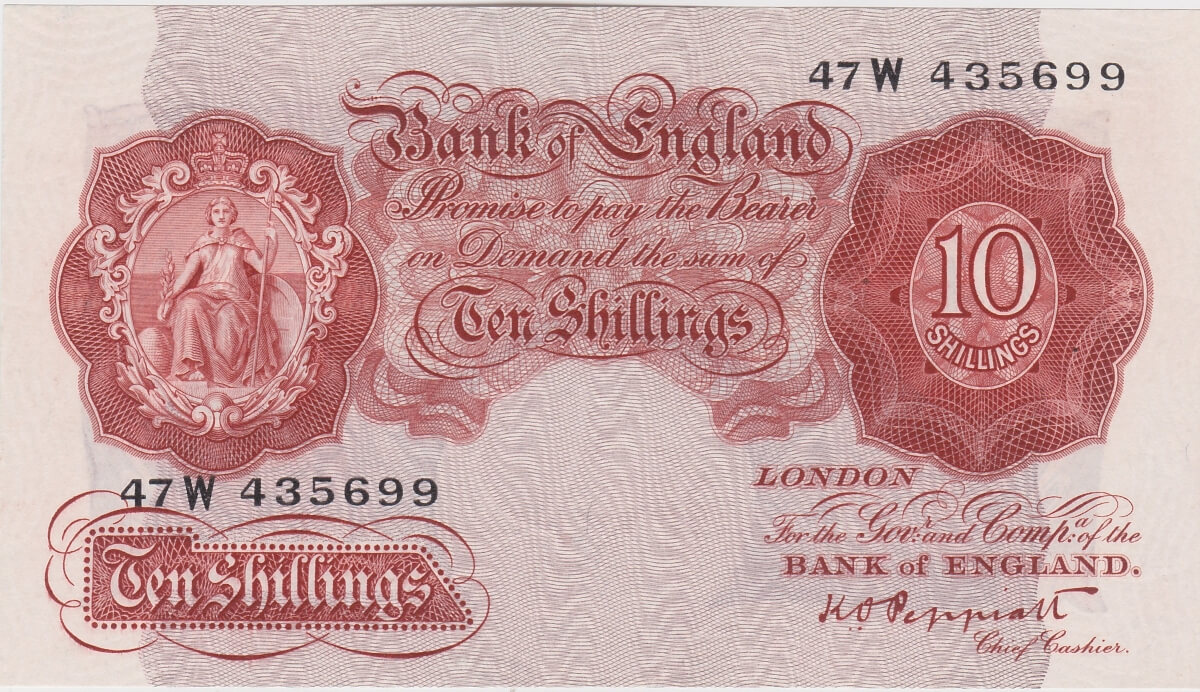 47W 435699
Bank of England
Promise to pay the Bearer
on Demand the sum of
Ten Shillings
10
SHILLINGS
47W 435699
Ten Shillings
LONDON
For the Govr: and Compa: of the
BANK of ENGLAND.
K O Peppiatt
Chief Cashier.